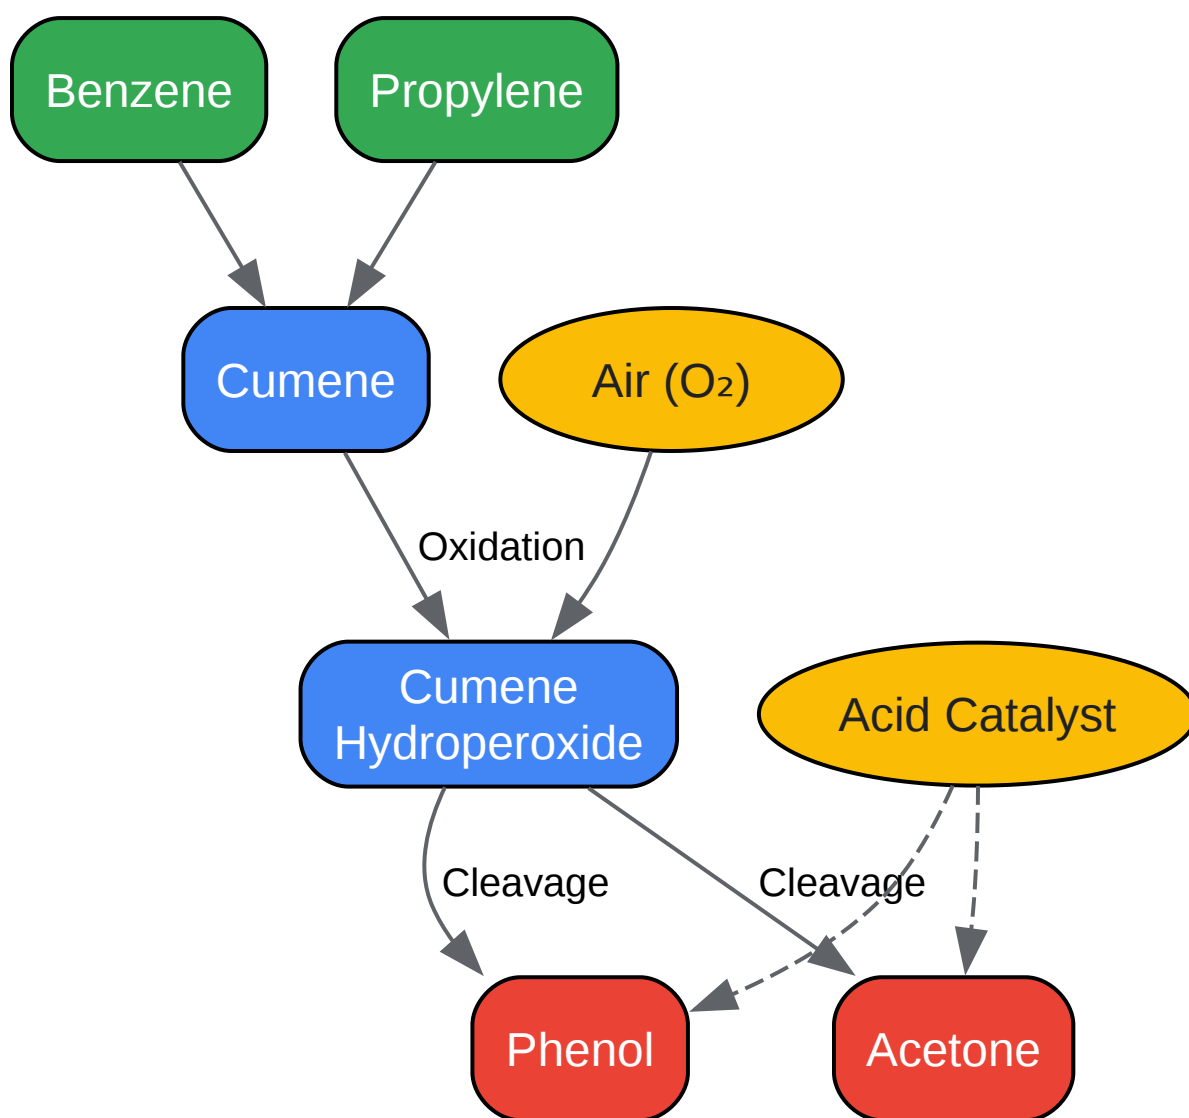 Benzene
Propylene
Cumene
Air (O₂)
Oxidation
Cumene
Hydroperoxide
Acid Catalyst
Cleavage
Cleavage
Phenol
Acetone